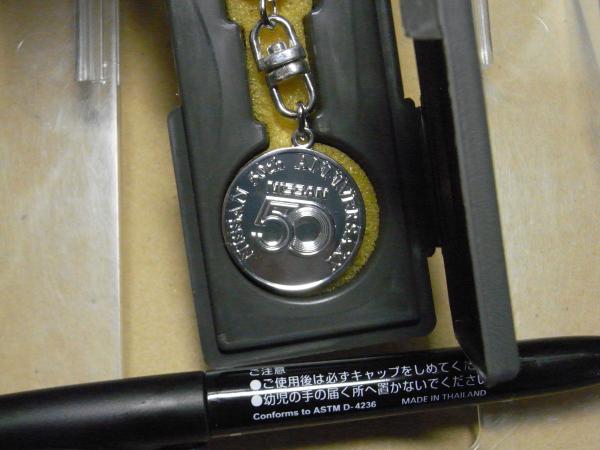 NISSAN 50th ANNIVERSARY
NISSAN
50
ご注意
●ご使用後は必ずキャップをしめてくだ
●幼児の手の届く所へ置かないでください
Conforms to ASTM D-4236
MADE IN THAILAND